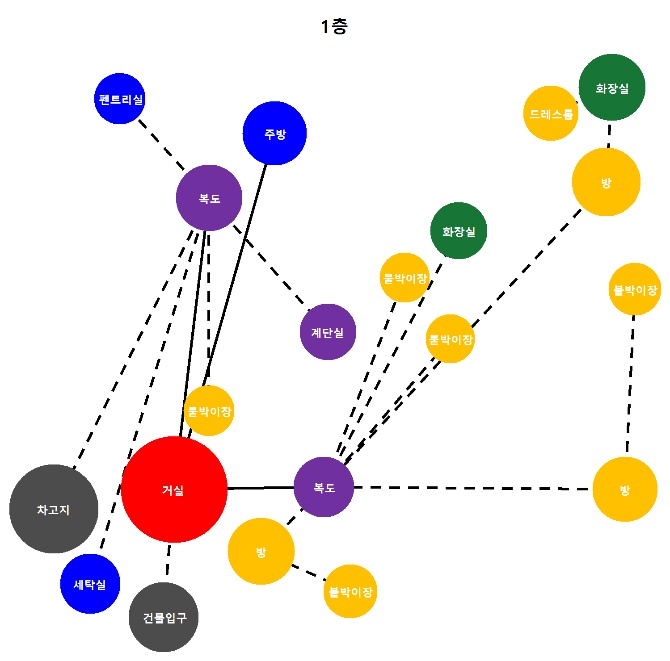 1층
펜트리실
주방
복도
화장실
드레스룸
방
화장실
붙박이장
붙박이장
붙박이장
계단실
붙박이장
거실
복도
방
차고지
방
세탁실
붙박이장
건물입구